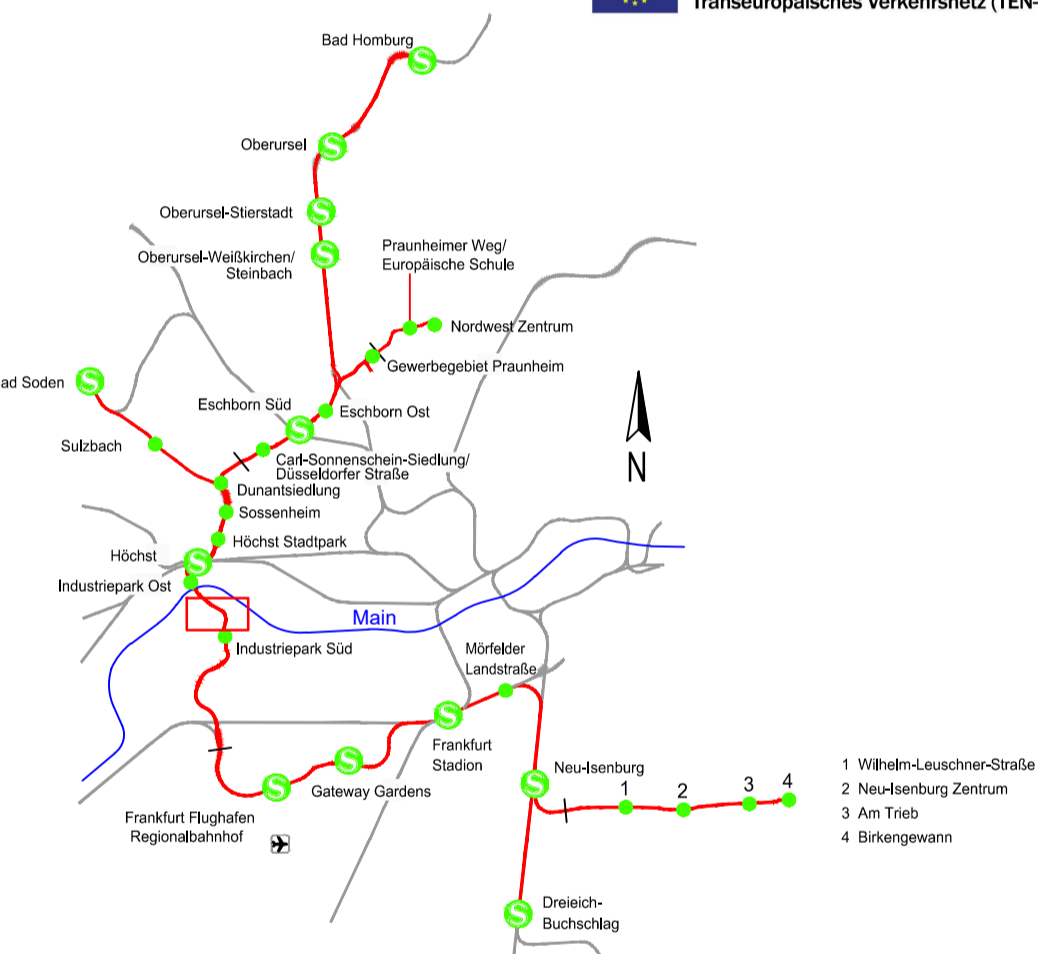 Transeuropäisches Verkehrsnetz (TEN-
Bad Homburg
Oberursel
Oberursel-Stierstadt
Oberursel-Weißkirchen/
Steinbach
Praunheimer Weg/
Europäische Schule
Nordwest Zentrum
Gewerbegebiet Praunheim
ad Soden
Eschborn Süd
Eschborn Ost
Sulzbach
Carl-Sonnenschein-Siedlung/
Düsseldorfer Straße
Dunantsiedlung
Sossenheim
Höchst Stadtpark
Höchst
Industriepark Ost
N
Main
Industriepark Süd
Mörfelder
Landstraße
Frankfurt
Stadion
Neu-Isenburg
Gateway Gardens
Frankfurt Flughafen
Regionalbahnhof
1 2 3 4
1 Wilhelm-Leuschner-Straße
2 Neu-Isenburg Zentrum
3 Am Trieb
4 Birkengewann
Dreieich-
Buchschlag
S
S
S
S
S
S
S
S
S
S
S
S